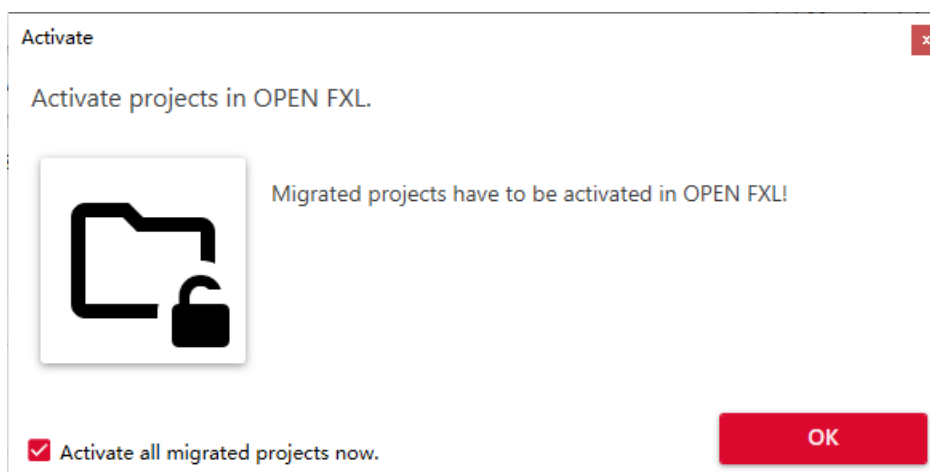 Activate
x
Activate projects in OPEN FXL.
Migrated projects have to be activated in OPEN FXL!
Activate all migrated projects now.
OK